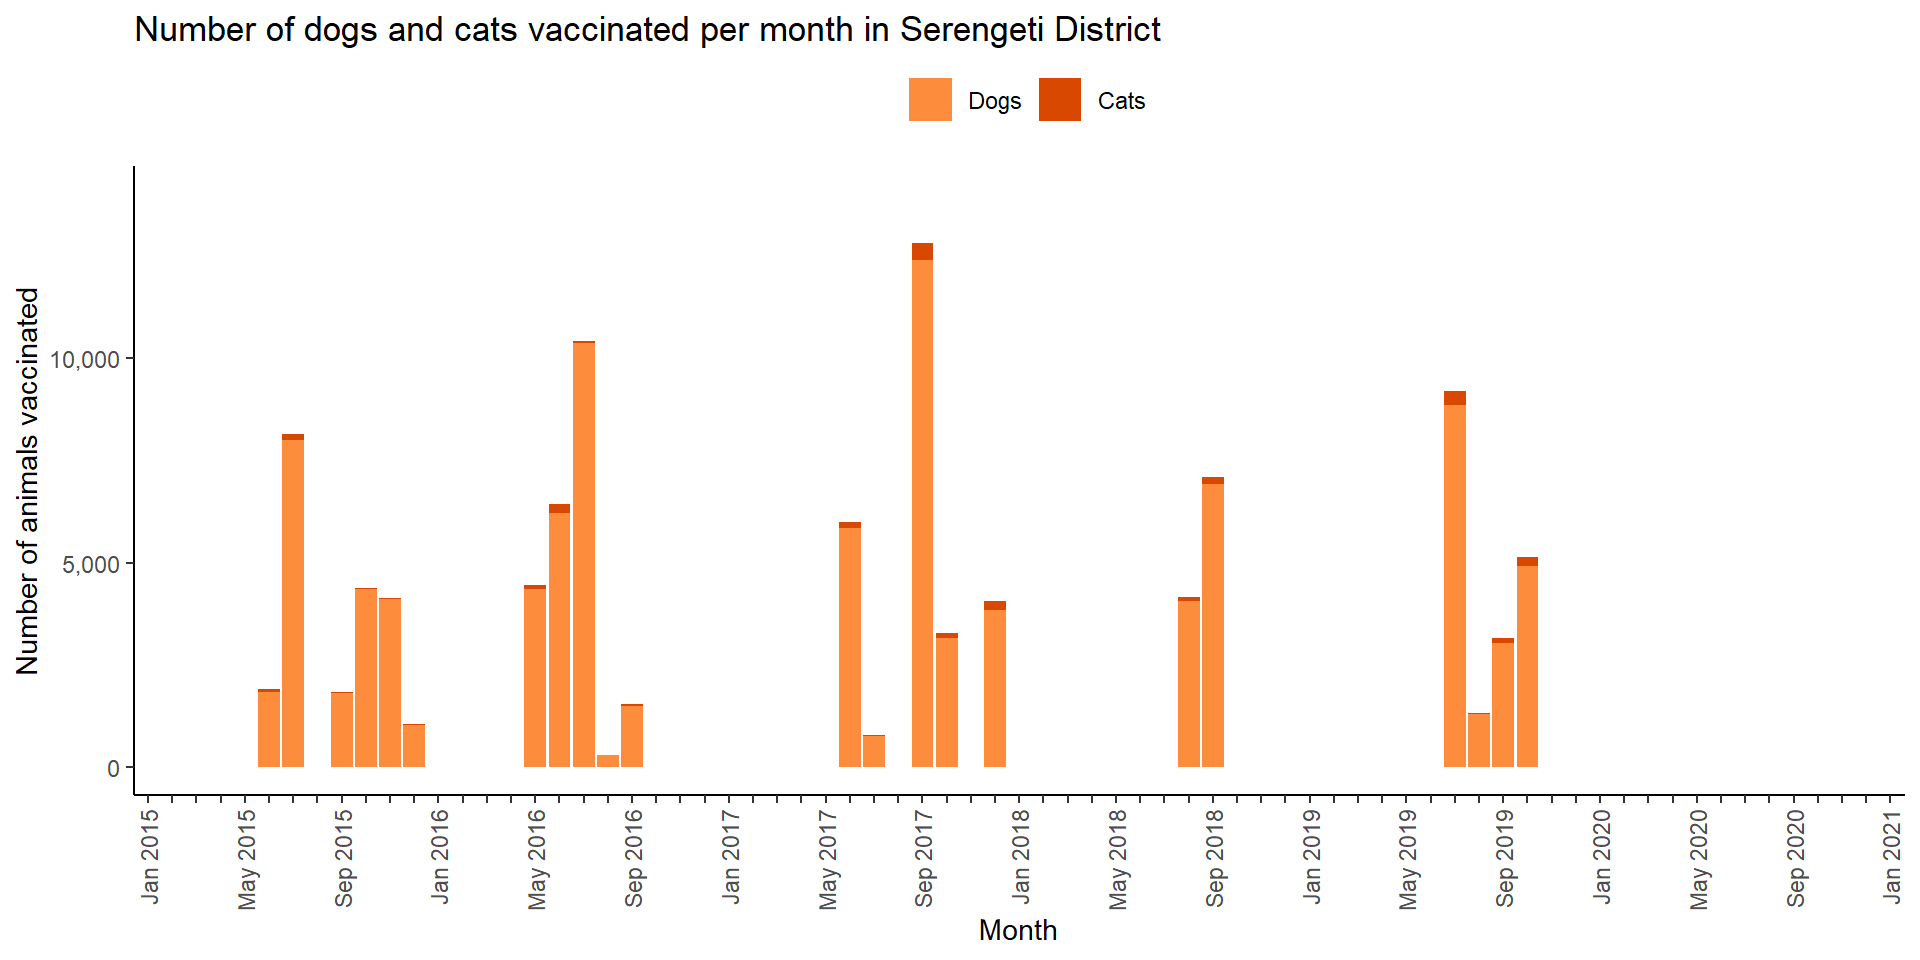 Number of dogs and cats vaccinated per month in Serengeti District
Dogs
Cats
Number of animals vaccinated
10,000
5,000
0
Jan 2015
May 2015
Sep 2015
Jan 2016
May 2016
Sep 2016
Jan 2017
May 2017
Sep 2017
Jan 2018
May 2018
Sep 2018
Jan 2019
May 2019
Sep 2019
Jan 2020
May 2020
Sep 2020
Jan 2021
Month